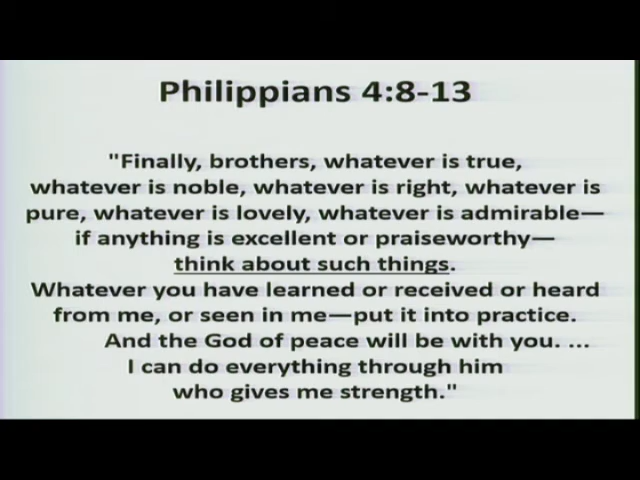 Philippians 4:8-13
"Finally, brothers, whatever is true,
whatever is noble, whatever is right, whatever is
pure, whatever is lovely, whatever is admirable—
if anything is excellent or praiseworthy—
think about such things.
Whatever you have learned or received or heard
from me, or seen in me—put it into practice.
And the God of peace will be with you. ...
I can do everything through him
who gives me strength."